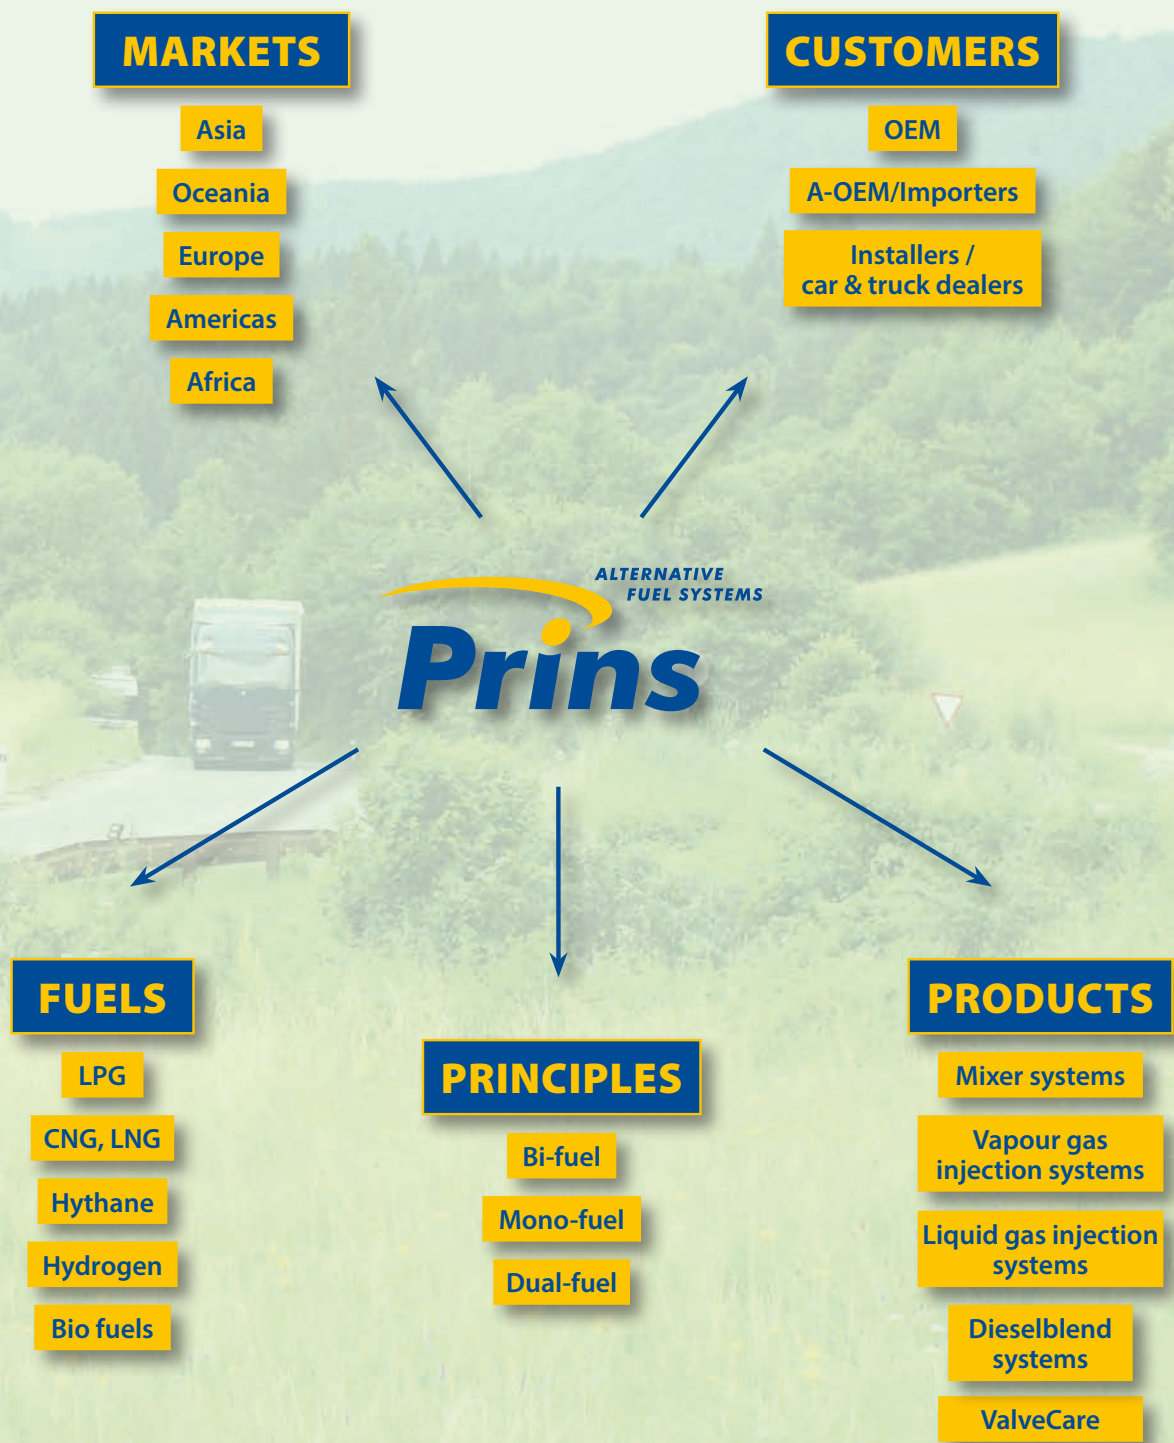 MARKETS
Asia
Oceania
Europe
Americas
Africa
CUSTOMERS
OEM
A-OEM/Importers
Installers /
car & truck dealers
ALTERNATIVE
FUEL SYSTEMS
Prins
FUELS
LPG
CNG, LNG
Hythane
Hydrogen
Bio fuels
PRINCIPLES
Bi-fuel
Mono-fuel
Dual-fuel
PRODUCTS
Mixer systems
Vapour gas
injection systems
Liquid gas injection
systems
Dieselblend
systems
ValveCare